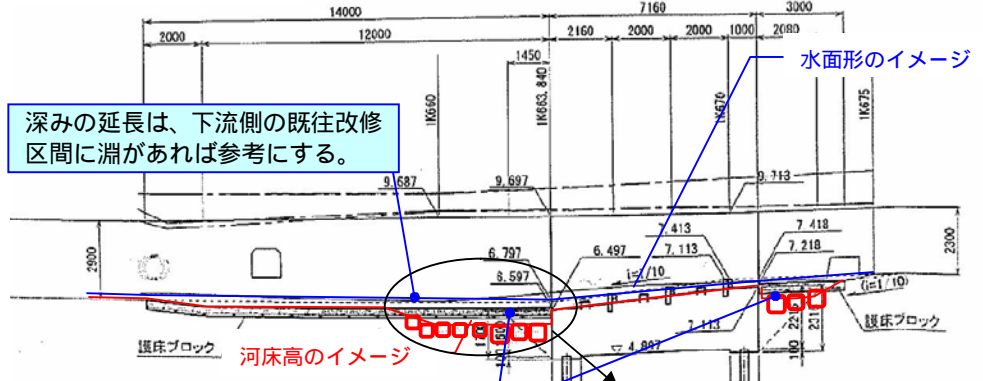 14000
7160
3000
2000
12000
2160
2000
2000
1000
2080
1450
水面形のイメージ
1K660
1K663.840
1K670
1K675
深みの延長は、下流側の既往改修
区間に淵があれば参考にする。
9.687
9.697
9.713
2900
2300
6.797
6.597
6.497
7.413
7.113
7.418
7.218
i=1/10
(i=1/10)
護床ブロック
河床高のイメージ
7.113
護床ブロック